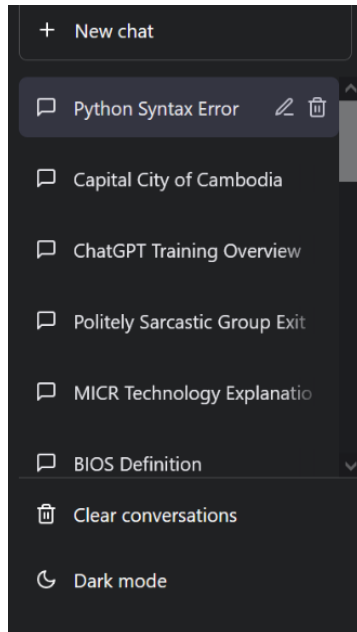 New chat
Python Syntax Error
Capital City of Cambodia
ChatGPT Training Overview
Politely Sarcastic Group Exit
MICR Technology Explanatio
BIOS Definition
Clear conversations
Dark mode